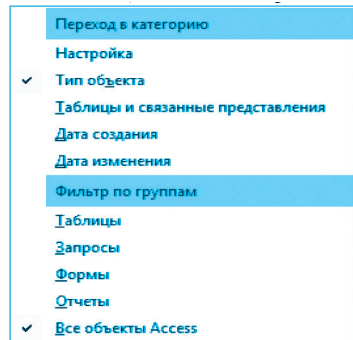 Переход в категорию
Настройка
Тип объекта
Таблицы и связанные представления
Дата создания
Дата изменения
Фильтр по группам
Таблицы
Запросы
Формы
Отчеты
Все объекты Access